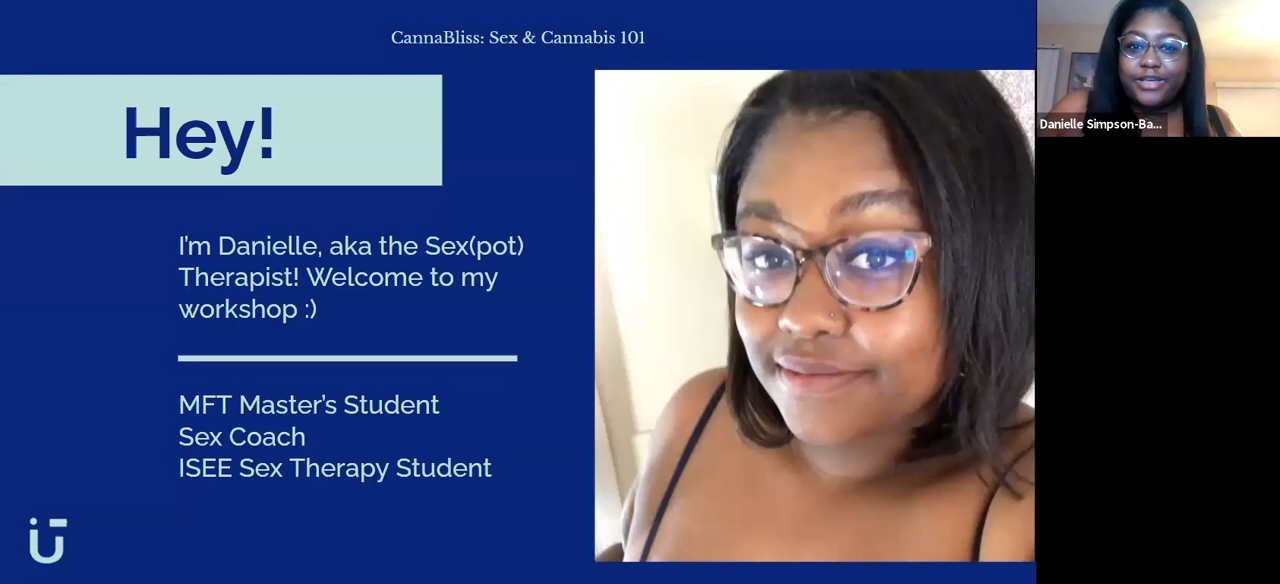 CannaBliss: Sex & Cannabis 101
Hey!
I'm Danielle, aka the Sex(pot)
Therapist! Welcome to my
workshop :)
MFT Master's Student
Sex Coach
ISEE Sex Therapy Student
Danielle Simpson-Ba...